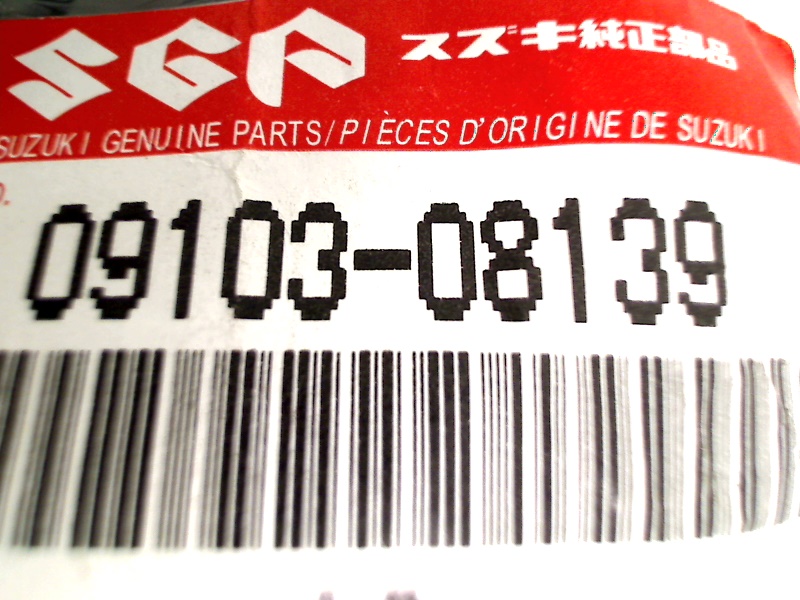 SGP スズキ純正部品
SUZUKI GENUINE PARTS/PIÈCES D'ORIGINE DE SUZUKI
O.
09103-08139